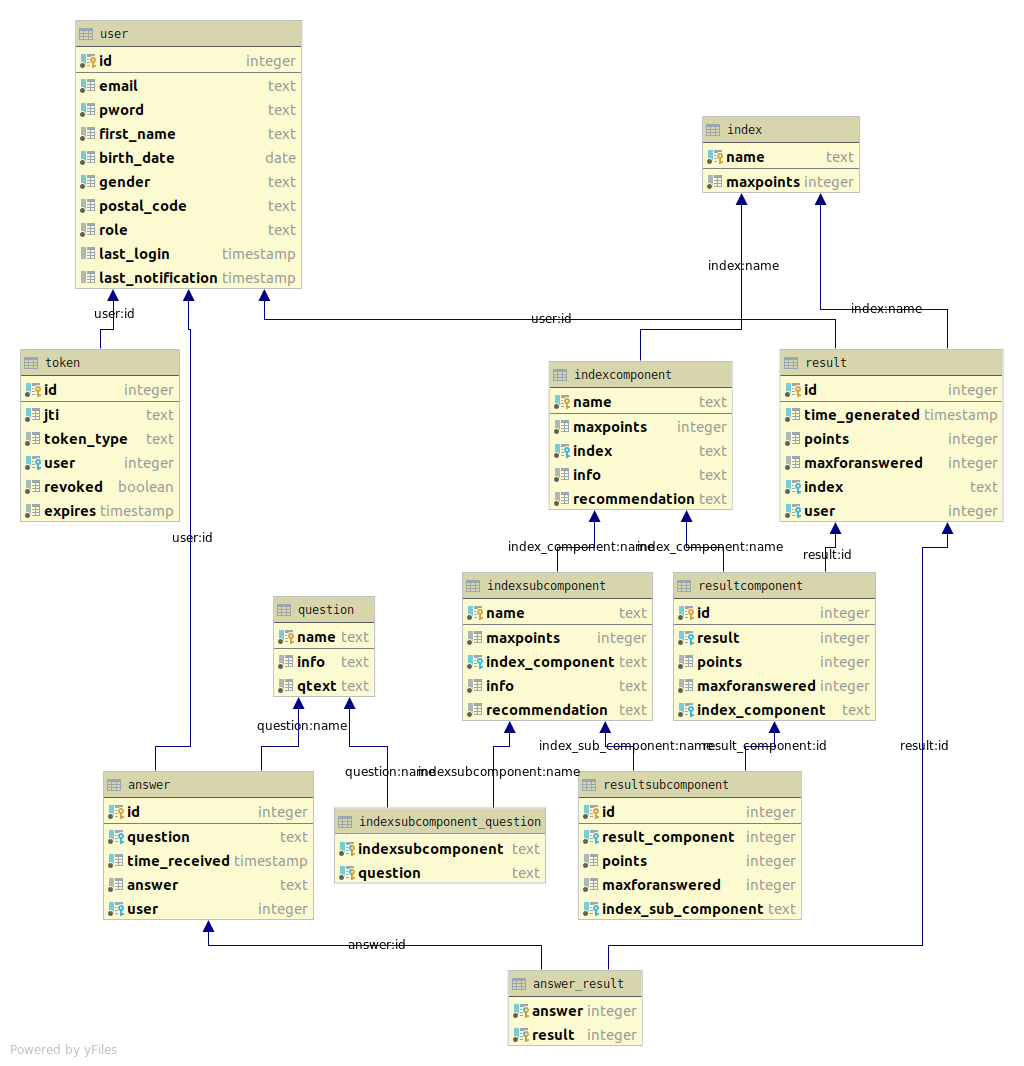 user
id integer
email text
pword text
first_name text
birth_date date
gender text
postal_code text
role text
last_login timestamp
last_notification timestamp
index
name text
maxpoints integer
index:name
user:id
index:name
user:id
token
id integer
jti text
token_type text
user integer
revoked boolean
expires timestamp
indexcomponent
name text
maxpoints integer
index text
info text
recommendation text
result
id integer
time_generated timestamp
points integer
maxforanswered integer
index text
user integer
user:id
index_component:name
index_component:name
result:id
question
name text
info text
qtext text
indexsubcomponent
name text
maxpoints integer
index_component text
info text
recommendation text
resultcomponent
id integer
result integer
points integer
maxforanswered integer
index_component text
question:name
index_sub_component:name
result_component:id
result:id
question:name
indexsubcomponent:name
answer
id integer
question text
time_received timestamp
answer text
user integer
indexsubcomponent_question
indexsubcomponent text
question text
resultsubcomponent
id integer
result_component integer
points integer
maxforanswered integer
index_sub_component text
answer:id
answer_result
answer integer
result integer
Powered by yFiles